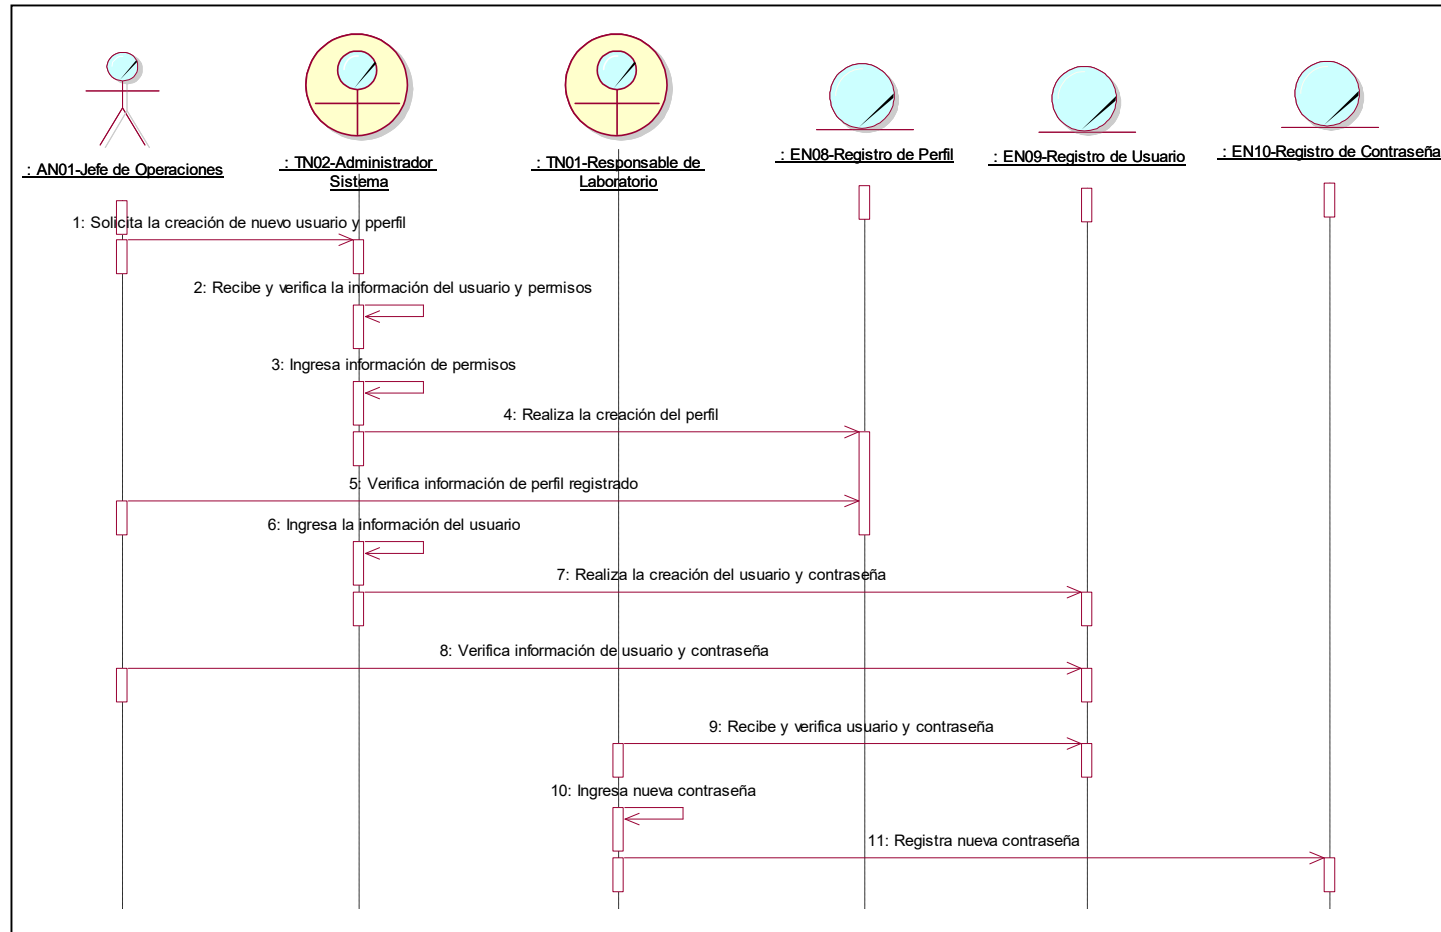 : AN01-Jefe de Operaciones
: TN02-Administrador
Sistema
: TN01-Responsable de
Laboratorio
: EN08-Registro de Perfil
: EN09-Registro de Usuario
: EN10-Registro de Contraseña
1: Solicita la creación de nuevo usuario y pperfil
2: Recibe y verifica la información del usuario y permisos
3: Ingresa información de permisos
4: Realiza la creación del perfil
5: Verifica información de perfil registrado
6: Ingresa la información del usuario
7: Realiza la creación del usuario y contraseña
8: Verifica información de usuario y contraseña
9: Recibe y verifica usuario y contraseña
10: Ingresa nueva contraseña
11: Registra nueva contraseña